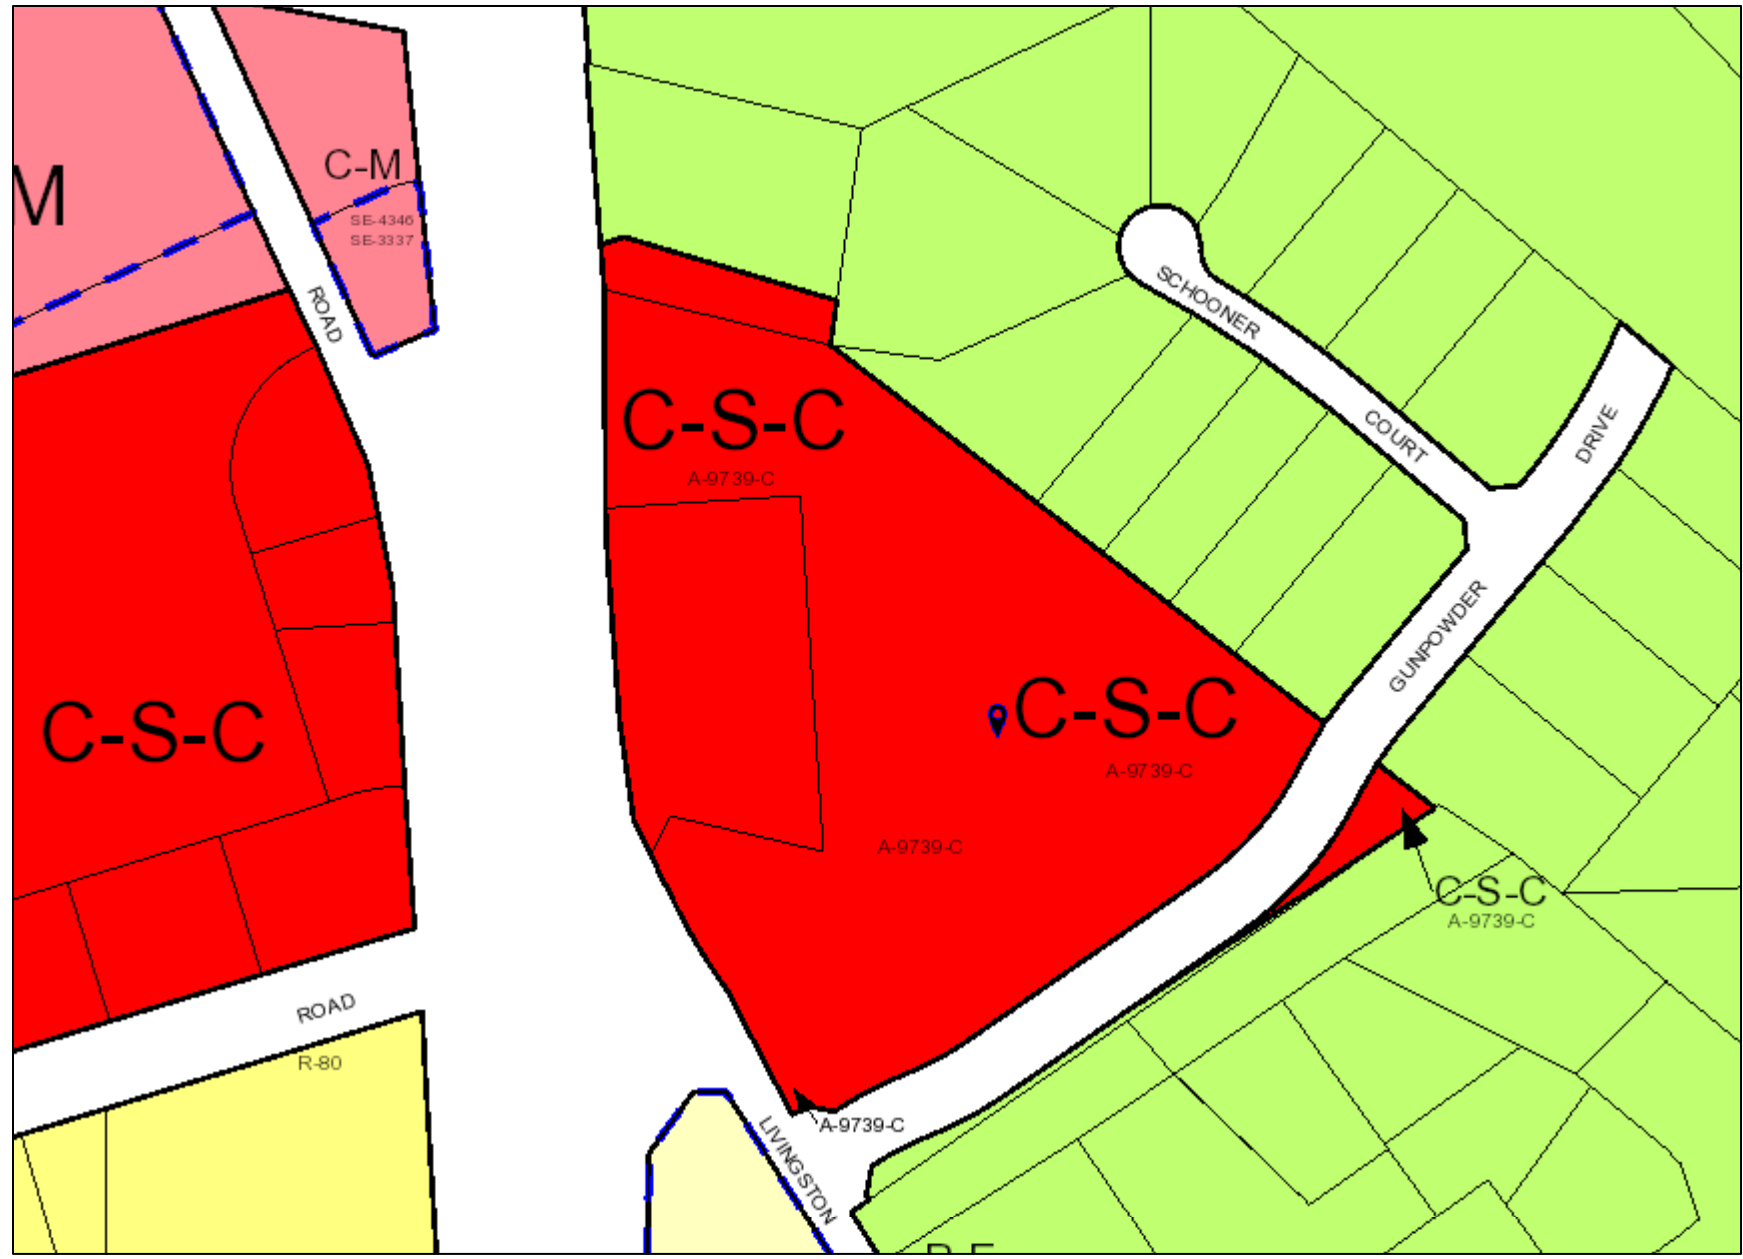 C-M
M
SE-4346
SE-3337
ROAD
SCHOONER
COURT
DRIVE
C-S-C
A-9739-C
GUNPOWDER
C-S-C
A-9739-C
C-S-C
A-9739-C
C-S-C
A-9739-C
ROAD
R-80
A-9739-C
LIVINGSTON